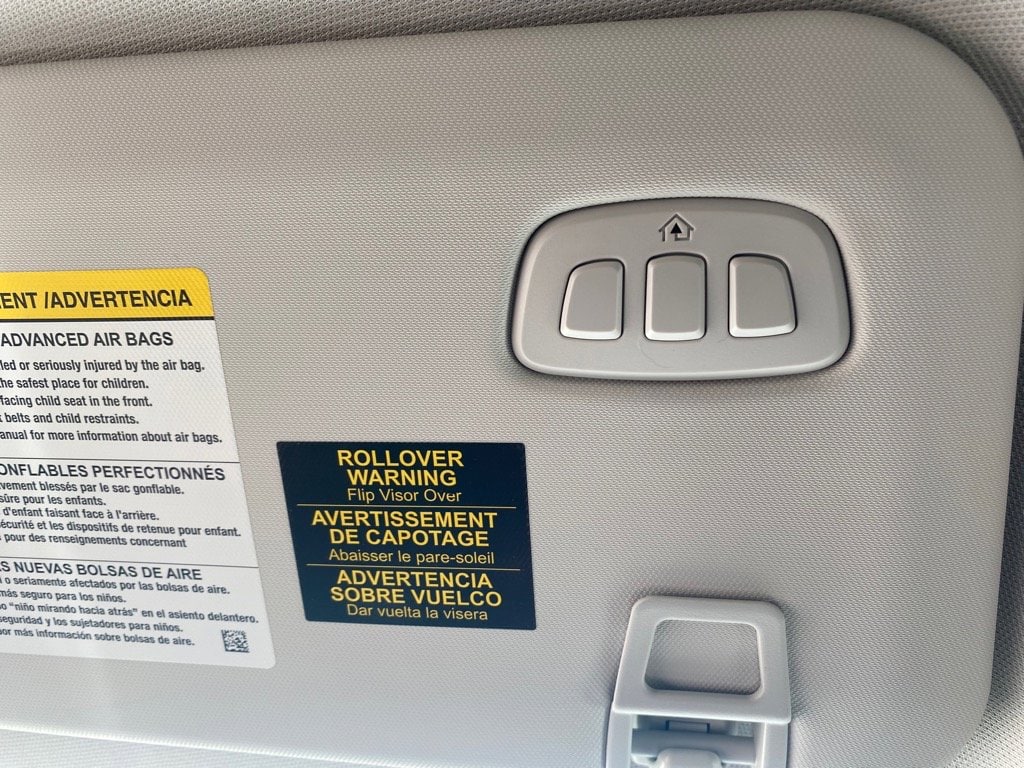 ENT /ADVERTENCIA
ADVANCED AIR BAGS
led or seriously injured by the air bag.
he safest place for children.
facing child seat in the front.
belts and child restraints.
anual for more information about air bags.
ONFLABLES PERFECTIONNÉS
vement blessés par le sac gonflable.
sûre pour les enfants.
d'enfant faisant face à l'arrière.
écurité et les dispositifs de retenue pour enfant.
pour des renseignements concernant
S NUEVAS BOLSAS DE AIRE
o seriamente afectados por las bolsas de aire.
más seguro para los niños.
o "niño mirando hacia atrás" en el asiento delantero.
seguridad y los sujetadores para niños.
or más información sobre bolsas de aire.
ROLLOVER
WARNING
Flip Visor Over
AVERTISSEMENT
DE CAPOTAGE
Abaisser le pare-soleil
ADVERTENCIA
SOBRE VUELCO
Dar vuelta la visera